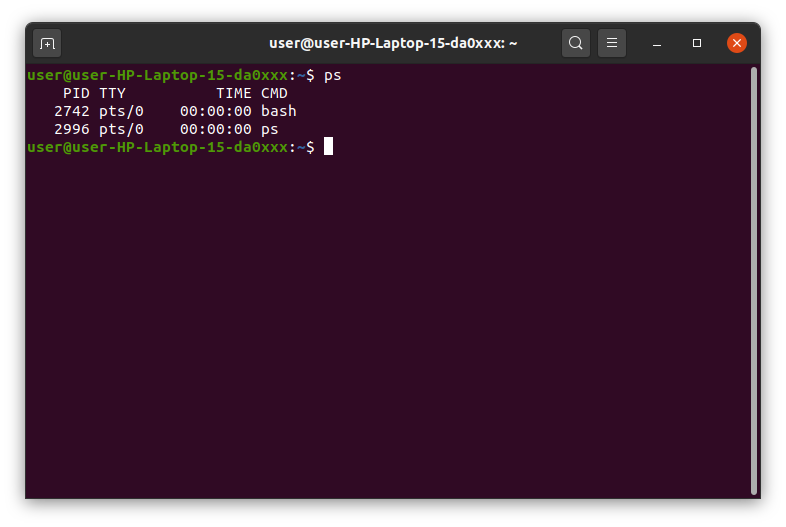 user@user-HP-Laptop-15-da0xxx: ~
user@user-HP-Laptop-15-da0xxx:~$ ps
    PID TTY          TIME CMD
   2742 pts/0    00:00:00 bash
   2996 pts/0    00:00:00 ps
user@user-HP-Laptop-15-da0xxx:~$